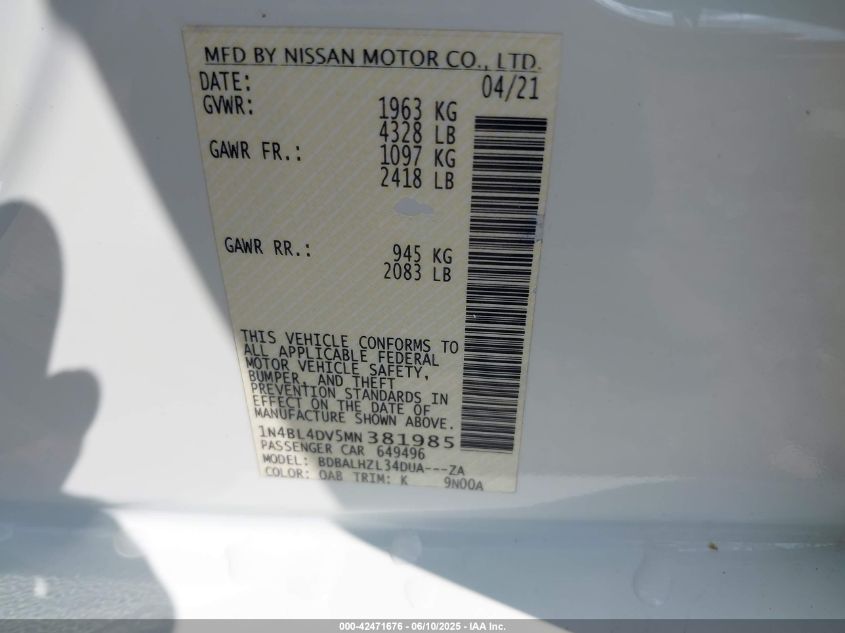 MFD BY NISSAN MOTOR CO., LTD.
DATE: 04/21
GVWR: 1963 KG
4328 LB
GAWR FR.: 1097 KG
2418 LB
GAWR RR.: 945 KG
2083 LB
THIS VEHICLE CONFORMS TO
ALL APPLICABLE FEDERAL
MOTOR VEHICLE SAFETY,
BUMPER, AND THEFT
PREVENTION STANDARDS IN
EFFECT ON THE DATE OF
MANUFACTURE SHOWN ABOVE.
1N4BL4DV5MN381985
PASSENGER CAR 649496
MODEL: BDBALHZL34DUA---ZA
COLOR: QAB TRIM: K 9N00A
000-42471676 - 06/10/2025 - IAA Inc.